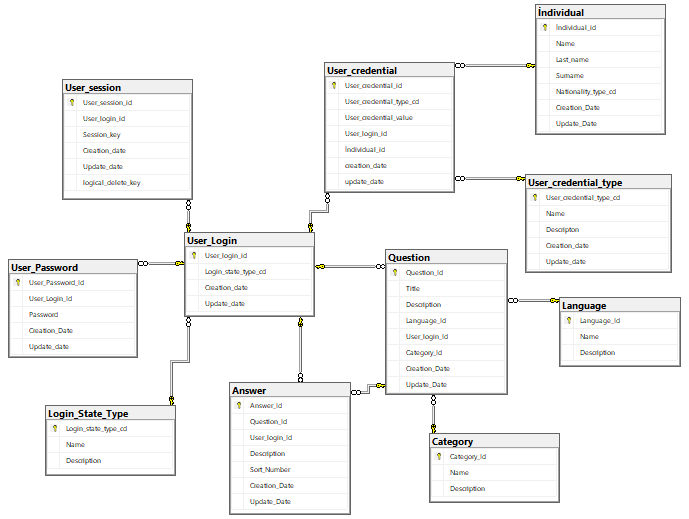 İndividual
İndividual_id
Name
Last_name
Surname
Nationality_type_cd
Creation_Date
Update_Date
User_credential
User_credential_id
User_credential_type_cd
User_credential_value
User_login_id
İndividual_id
creation_date
update_date
User_session
User_session_id
User_login_id
Session_key
Creation_date
Update_date
logical_delete_key
User_credential_type
User_credential_type_cd
Name
Descripton
Creation_date
Update_date
User_Login
User_login_id
Login_state_type_cd
Creation_date
Update_date
Question
Question_Id
Title
Description
Language_Id
User_login_Id
Category_Id
Creation_Date
Update_Date
User_Password
User_Password_Id
User_Login_Id
Password
Creation_Date
Update_date
Language
Language_Id
Name
Description
Answer
Answer_Id
Question_Id
User_login_Id
Description
Sort_Number
Creation_Date
Update_Date
Login_State_Type
Login_state_type_cd
Name
Description
Category
Category_Id
Name
Description